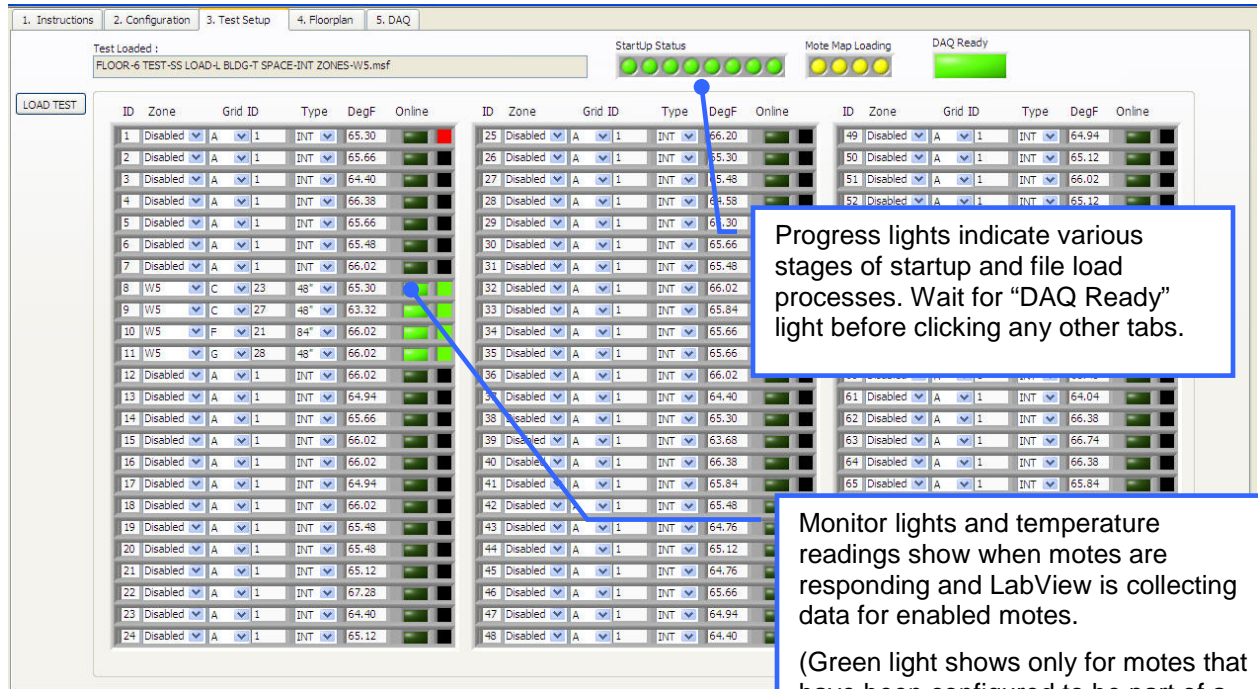 1. Instructions 2. Configuration 3. Test Setup 4. Floorplan 5. DAQ
Test Loaded :
FLOOR-6 TEST-SS LOAD-L BLDG-T SPACE-INT ZONES-W5.msf
StartUp Status
Mote Map Loading
DAQ Ready
LOAD TEST
ID Zone Grid ID Type DegF Online ID Zone Grid ID Type DegF Online ID Zone Grid ID Type DegF Online
1 Disabled A 1 INT 65.30 25 Disabled A 1 INT 66.20 49 Disabled A 1 INT 64.94
2 Disabled A 1 INT 65.66 26 Disabled A 1 INT 65.30 50 Disabled A 1 INT 65.12
3 Disabled A 1 INT 64.40 27 Disabled A 1 INT 65.48 51 Disabled A 1 INT 66.02
4 Disabled A 1 INT 66.38 28 Disabled A 1 INT 64.58 52 Disabled A 1 INT 65.12
5 Disabled A 1 INT 65.66 29 Disabled A 1 INT
6 Disabled A 1 INT 65.48 30 Disabled A 1 INT 65.66
7 Disabled A 1 INT 66.02 31 Disabled A 1 INT 65.48
8 W5 C 23 48" 65.30 32 Disabled A 1 INT 66.02
9 W5 C 27 48" 63.32 33 Disabled A 1 INT 65.84
10 W5 F 21 84" 66.02 34 Disabled A 1 INT 65.66
11 W5 G 28 48" 66.02 35 Disabled A 1 INT 65.66
12 Disabled A 1 INT 66.02 36 Disabled A 1 INT 66.02
13 Disabled A 1 INT 64.94 37 Disabled A 1 INT 64.40 61 Disabled A 1 INT 64.04
14 Disabled A 1 INT 65.66 38 Disabled A 1 INT 65.30 62 Disabled A 1 INT 66.38
15 Disabled A 1 INT 66.02 39 Disabled A 1 INT 63.68 63 Disabled A 1 INT 66.74
16 Disabled A 1 INT 66.02 40 Disabled A 1 INT 66.38 64 Disabled A 1 INT 66.38
17 Disabled A 1 INT 64.94 41 Disabled A 1 INT 65.84 65 Disabled A 1 INT 65.84
18 Disabled A 1 INT 66.02 42 Disabled A 1 INT 65.48
19 Disabled A 1 INT 65.48 43 Disabled A 1 INT 64.76
20 Disabled A 1 INT 65.48 44 Disabled A 1 INT 65.12
21 Disabled A 1 INT 65.12 45 Disabled A 1 INT 64.76
22 Disabled A 1 INT 67.28 46 Disabled A 1 INT 65.66
23 Disabled A 1 INT 64.40 47 Disabled A 1 INT 64.94
24 Disabled A 1 INT 65.12 48 Disabled A 1 INT 64.40
Progress lights indicate various
stages of startup and file load
processes. Wait for “DAQ Ready”
light before clicking any other tabs.
Monitor lights and temperature
readings show when motes are
responding and LabView is collecting
data for enabled motes.
(Green light shows only for motes that
have been configured to be part of a